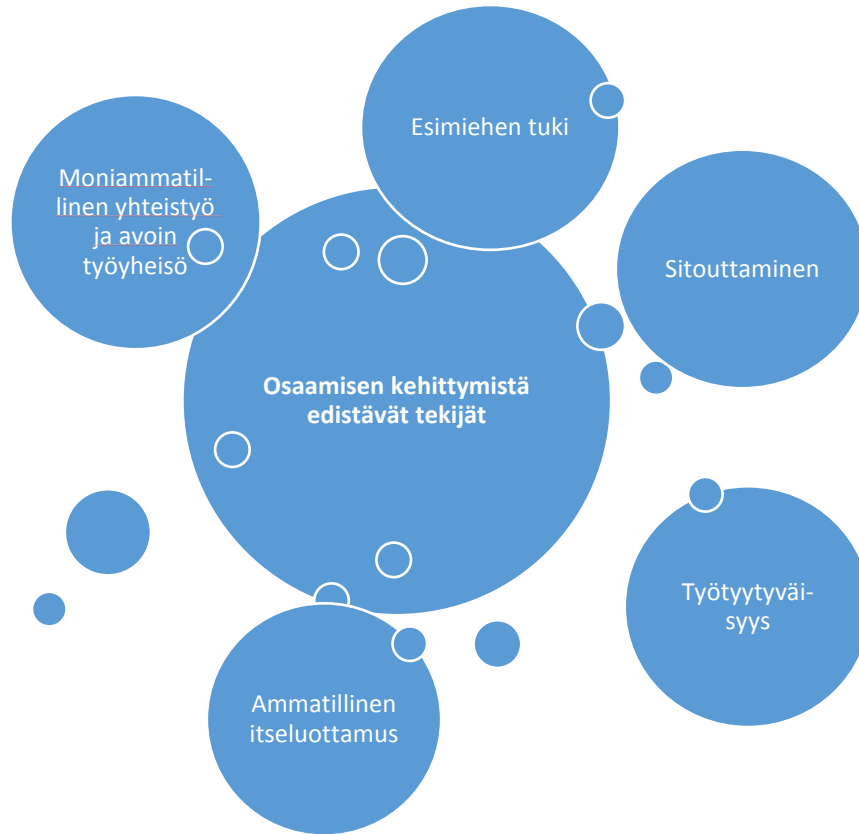 Esimiehen tuki
Moniammatil-
linen yhteistyö
ja avoin
työyheisö
Sitouttaminen
Osaamisen kehittymistä
edistävät tekijät
Työtyytyväi-
syys
Ammatillinen
itseluottamus